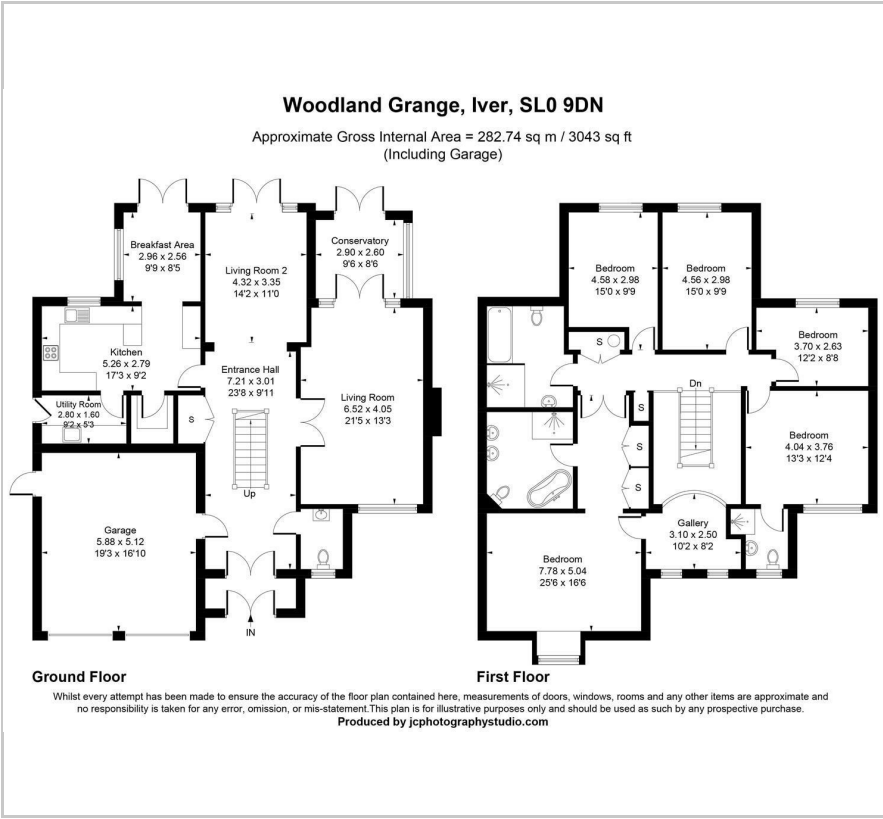 Woodland Grange, Iver, SL0 9DN
Approximate Gross Internal Area = 282.74 sq m / 3043 sq ft
(Including Garage)
Breakfast Area
2.96 x 2.56
9'9 x 8'5
Living Room 2
4.32 x 3.35
14'2 x 11'0
Conservatory
2.90 x 2.60
9'6 x 8'6
Kitchen
5.26 x 2.79
17'3 x 9'2
Entrance Hall
7.21 x 3.01
23'8 x 9'11
Living Room
6.52 x 4.05
21'5 x 13'3
Utility Room
2.80 x 1.60
9'2 x 5'3
S
Up
Garage
5.88 x 5.12
19'3 x 16'10
IN
Ground Floor
Bedroom
4.58 x 2.98
15'0 x 9'9
Bedroom
4.56 x 2.98
15'0 x 9'9
Bedroom
3.70 x 2.63
12'2 x 8'8
S
Dn
S
S
S
Bedroom
4.04 x 3.76
13'3 x 12'4
Gallery
3.10 x 2.50
10'2 x 8'2
Bedroom
7.78 x 5.04
25'6 x 16'6
First Floor
Whilst every attempt has been made to ensure the accuracy of the floor plan contained here, measurements of doors, windows, rooms and any other items are approximate and
no responsibility is taken for any error, omission, or mis-statement.This plan is for illustrative purposes only and should be used as such by any prospective purchase.
Produced by jcphotographystudio.com